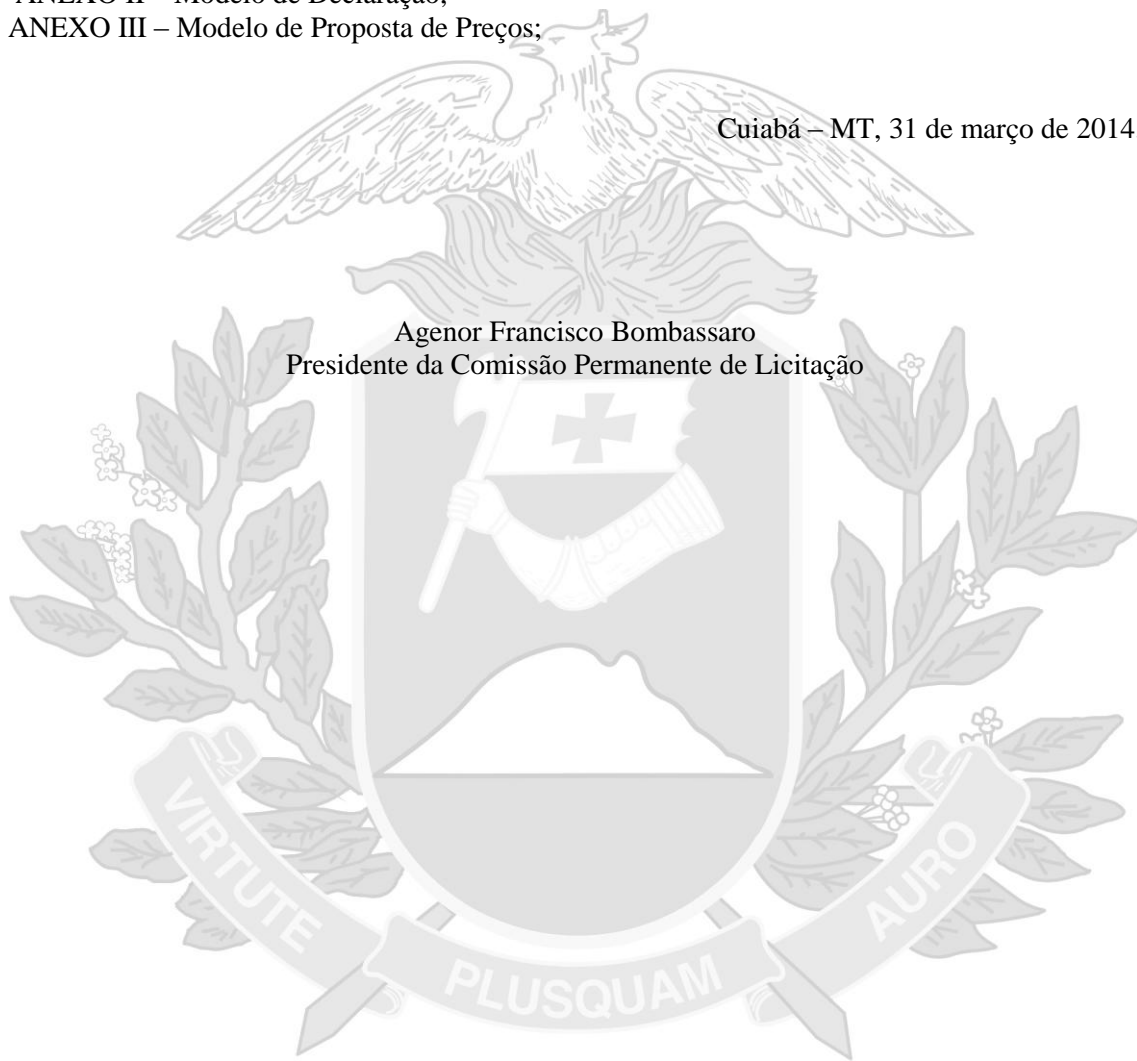 ANEXO II – Modelo de Declaração;
ANEXO III – Modelo de Proposta de Preços;
Cuiabá – MT, 31 de março de 2014
Agenor Francisco Bombassaro
Presidente da Comissão Permanente de Licitação
VIRTUTE
PLUSQUAM
AURO